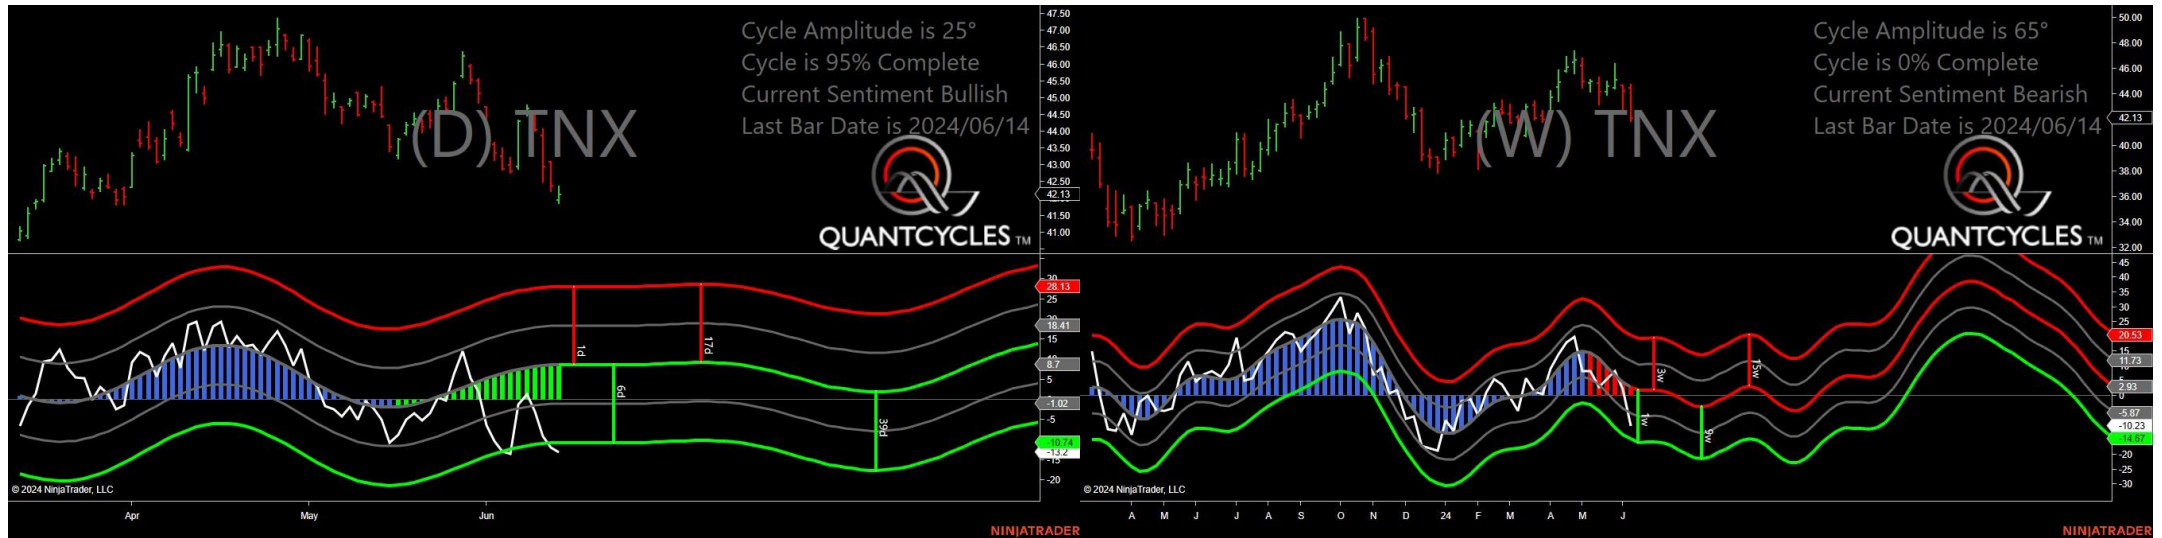 Cycle Amplitude is 25°
Cycle is 95% Complete
Current Sentiment Bullish
Last Bar Date is 2024/06/14
(D) TNX
QUANTCYCLES TM
47.50
47.00
46.50
46.00
45.50
45.00
44.50
44.00
43.50
43.00
42.50
42.13
41.50
41.00
30
28.13
25
18.41
15
8.7
5
-1.02
-5
-10.74
-13.2
-15
-20
1d
17d
6d
39d
© 2024 NinjaTrader, LLC
Apr
May
Jun
NINJATRADER
Cycle Amplitude is 65°
Cycle is 0% Complete
Current Sentiment Bearish
Last Bar Date is 2024/06/14
(W) TNX
QUANTCYCLES TM
50.00
48.00
46.00
44.00
42.13
40.00
38.00
36.00
34.00
32.00
45
40
35
30
25
20.53
15
11.73
2.93
0
-5.87
-10.23
-14.67
-20
-25
-30
3w
15w
1w
9w
© 2024 NinjaTrader, LLC
A
M
J
J
A
S
O
N
D
24
F
M
A
M
J
NINJATRADER